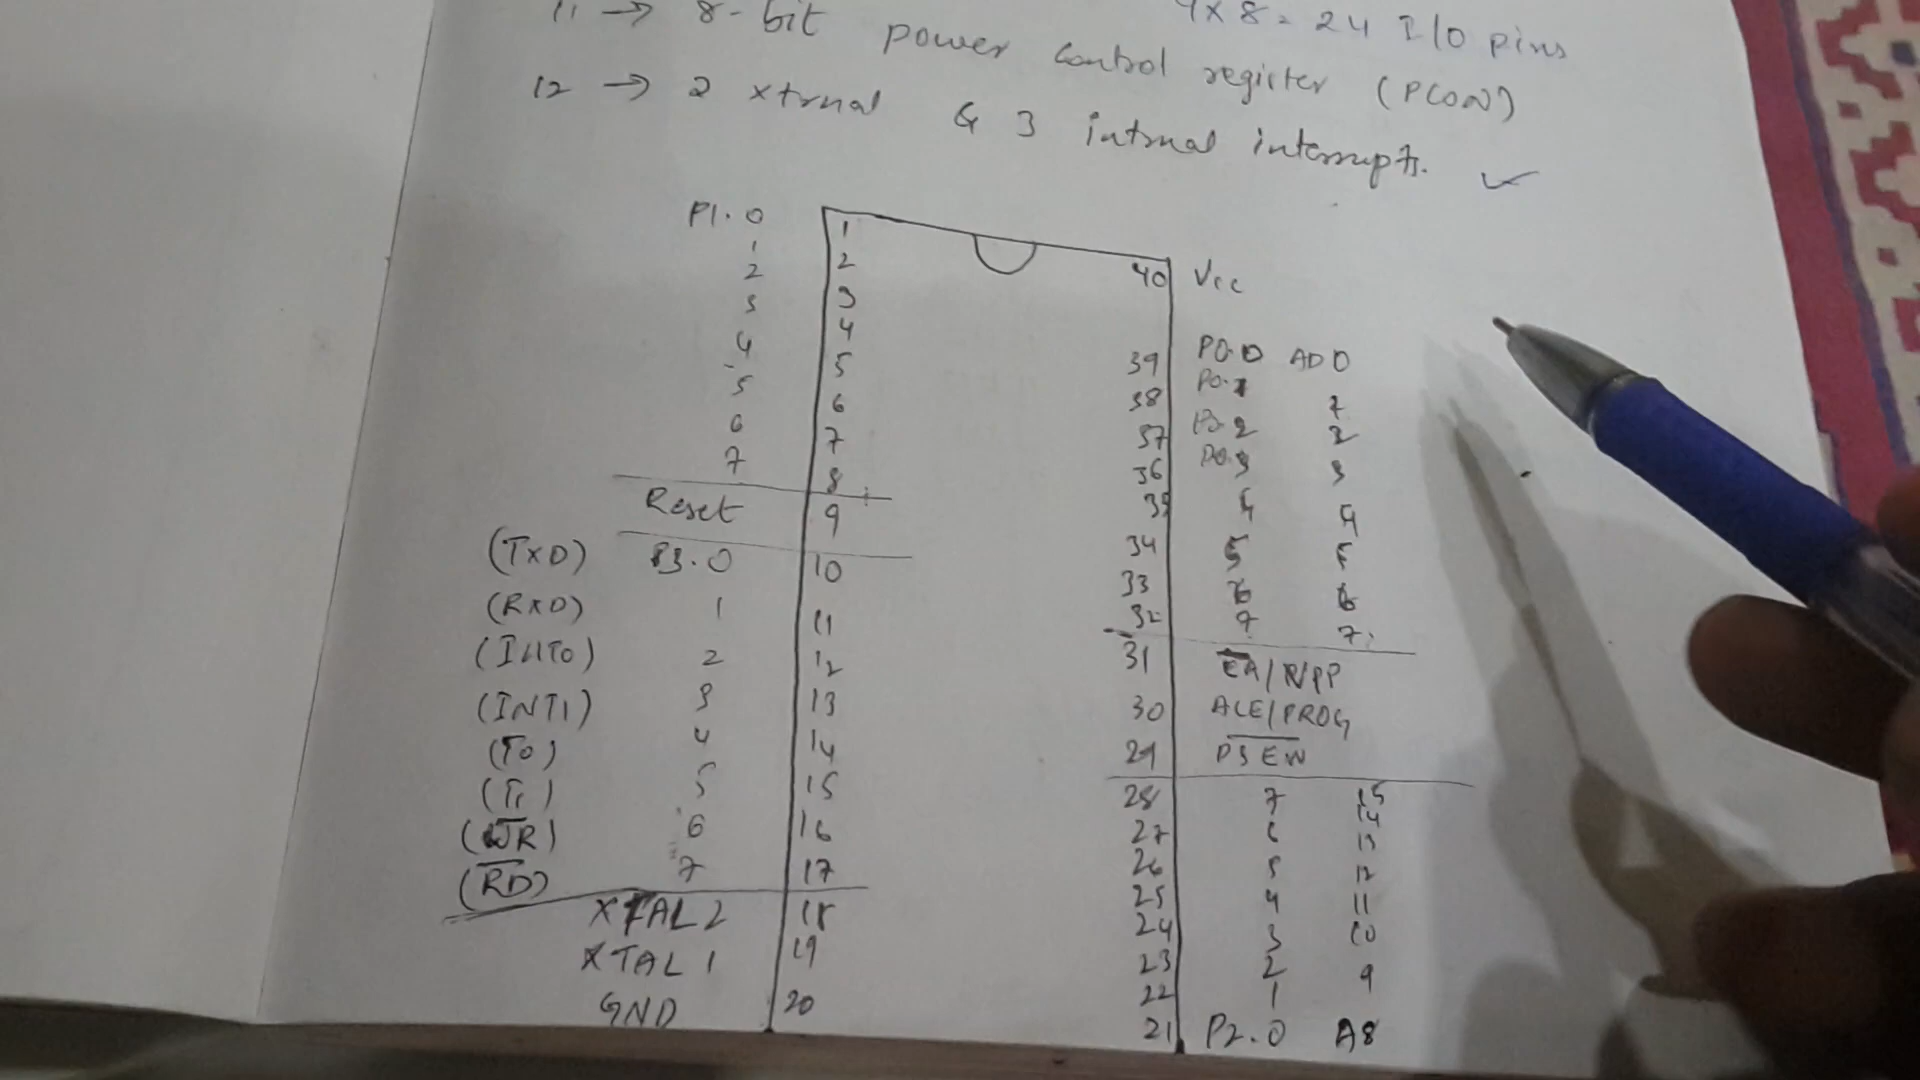 11 → 8-bit power control register (PCON)
4x8=24 I/O pins
12 → 2 xtrnal & 3 intrnal interrupts.
P1.0 1
1 2
2 3
3 4
4 5
5 6
6 7
7 8
Reset 9
(TXD) P3.0 10
(RXD) 1 11
(INT0) 2 12
(INT1) 3 13
(T0) 4 14
(T1) 5 15
(WR) 6 16
(RD) 7 17
XTAL2 18
XTAL1 19
GND 20
40 Vcc
39 P0.0 AD0
38 P0.1 1
37 P0.2 2
36 P0.3 3
35 4 4
34 5 5
33 6 6
32 7 7
31 EA/VPP
30 ALE/PROG
29 PSEN
28 7 15
27 6 14
26 5 13
25 4 12
24 3 11
23 2 10
22 1 9
21 P2.0 A8